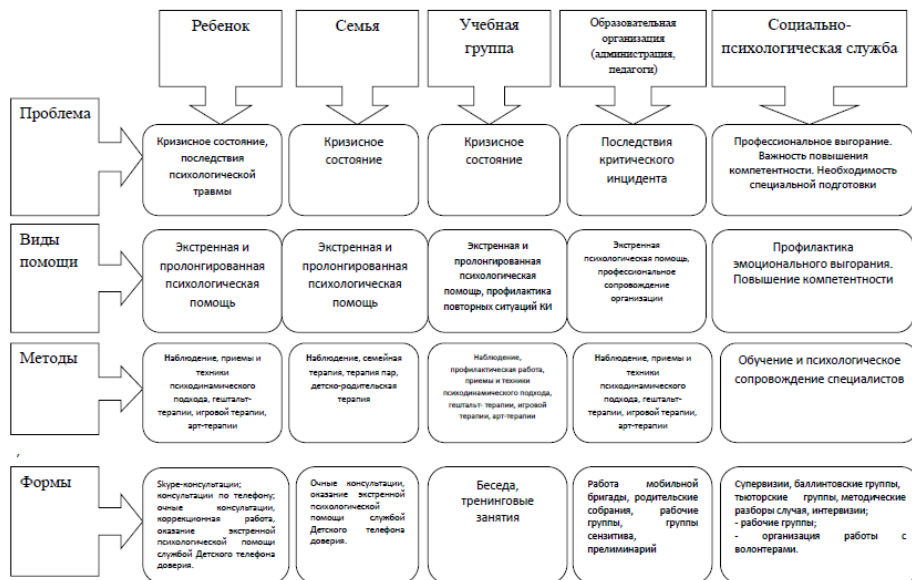 Ребенок
Семья
Учебная
группа
Образовательная
организация
(администрация,
педагоги)
Социально-
психологическая служба
Проблема
Кризисное состояние,
последствия
психологической
травмы
Кризисное
состояние
Кризисное
состояние
Последствия
критического
инцидента
Профессиональное выгорание.
Важность повышения
компетентности. Необходимость
специальной подготовки
Виды
помощи
Экстренная и
пролонгированная
психологическая
помощь
Экстренная и
пролонгированная
психологическая
помощь
Экстренная и
пролонгированная
психологическая
помощь, профилактика
повторных ситуаций КИ
Экстренная
психологическая помощь,
профессиональное
сопровождение
организации
Профилактика
эмоционального выгорания.
Повышение компетентности
Методы
Наблюдение, приемы и
техники
психодинамического
подхода, гештальт-
терапии, игровой терапии,
арт-терапии
Наблюдение, семейная
терапия, терапия пар,
детско-родительская
терапия
Наблюдение,
профилактическая работа,
приемы и техники
психодинамического подхода,
гештальт- терапии, игровой
терапии, арт-терапии
Наблюдение, приемы и
техники
психодинамического
подхода, гештальт-
терапии, игровой терапии,
арт-терапии
Обучение и психологическое
сопровождение специалистов
,
Формы
Skype-консультации;
консультации по телефону;
очные консультации,
коррекционная работа,
оказание экстренной
психологической помощи
службой Детского телефона
доверия.
Очные консультации,
оказание экстренной
психологической
помощи службой
Детского телефона
доверия.
Беседа,
тренинговые
занятия
Работа мобильной
бригады, родительские
собрания, рабочие
группы, группы
сензитива,
прелиминарий
Супервизии, баллинтовские группы,
тьюторские группы, методические
разборы случая, интервизии;
- рабочие группы;
- организация работы с
волонтерами.